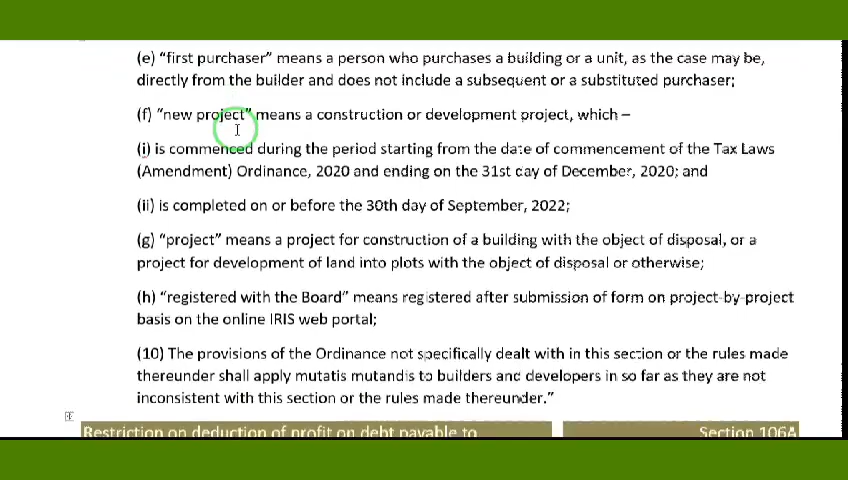 (e) “first purchaser” means a person who purchases a building or a unit, as the case may be,
directly from the builder and does not include a subsequent or a substituted purchaser;
(f) “new project” means a construction or development project, which –
(i) is commenced during the period starting from the date of commencement of the Tax Laws
(Amendment) Ordinance, 2020 and ending on the 31st day of December, 2020; and
(ii) is completed on or before the 30th day of September, 2022;
(g) “project” means a project for construction of a building with the object of disposal, or a
project for development of land into plots with the object of disposal or otherwise;
(h) “registered with the Board” means registered after submission of form on project-by-project
basis on the online IRIS web portal;
(10) The provisions of the Ordinance not specifically dealt with in this section or the rules made
thereunder shall apply mutatis mutandis to builders and developers in so far as they are not
inconsistent with this section or the rules made thereunder.”
Restriction on deduction of profit on debt payable to Section 106A